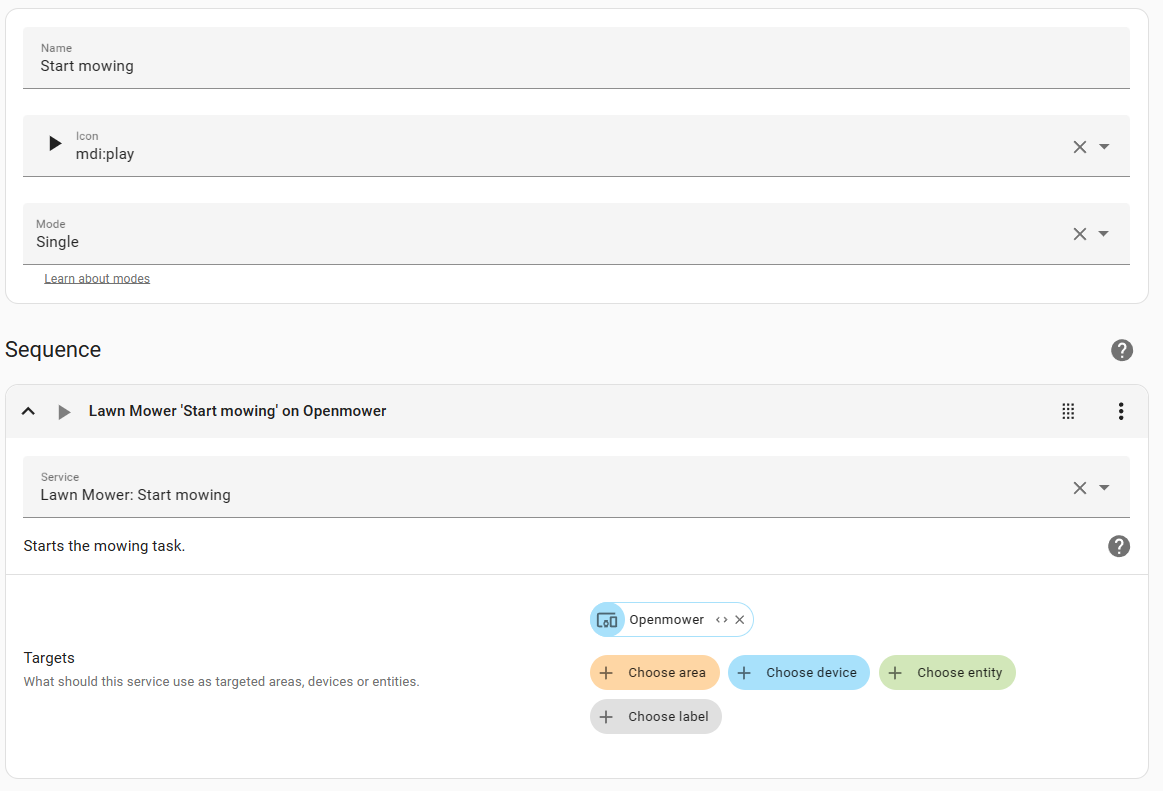 Name
Start mowing
Icon
mdi:play
Mode
Single
Learn about modes
Sequence
Lawn Mower 'Start mowing' on Openmower
Service
Lawn Mower: Start mowing
Starts the mowing task.
Openmower
Targets
What should this service use as targeted areas, devices or entities.
Choose area
Choose device
Choose entity
Choose label